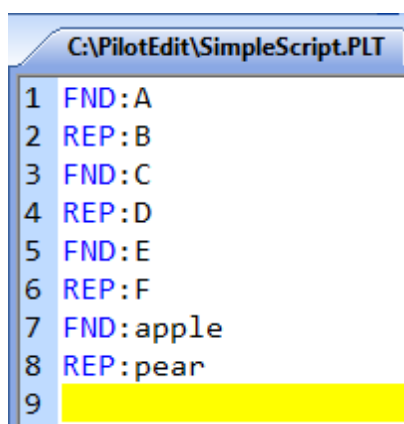 C:\PilotEdit\SimpleScript.PLT
1 FND:A
2 REP:B
3 FND:C
4 REP:D
5 FND:E
6 REP:F
7 FND:apple
8 REP:pear
9